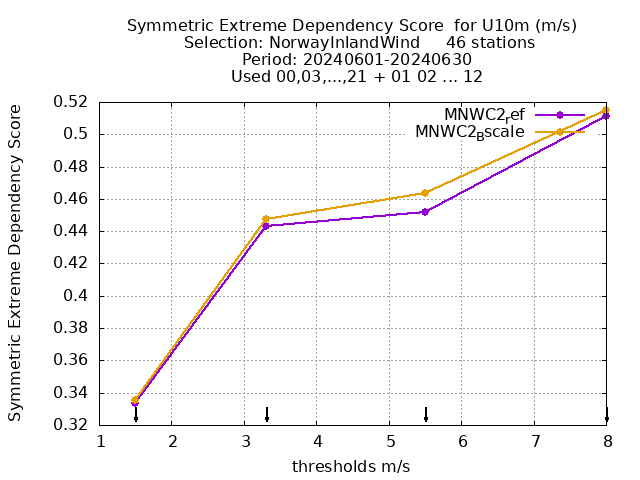 Symmetric Extreme Dependency Score for U10m (m/s)
Selection: NorwayInlandWind 46 stations
Period: 20240601-20240630
Used 00,03,...,21 + 01 02 ... 12
Symmetric Extreme Dependency Score
0.52
0.5
0.48
0.46
0.44
0.42
0.4
0.38
0.36
0.34
0.32
MNWC2ref
MNWC2Bscale
1 2 3 4 5 6 7 8
thresholds m/s